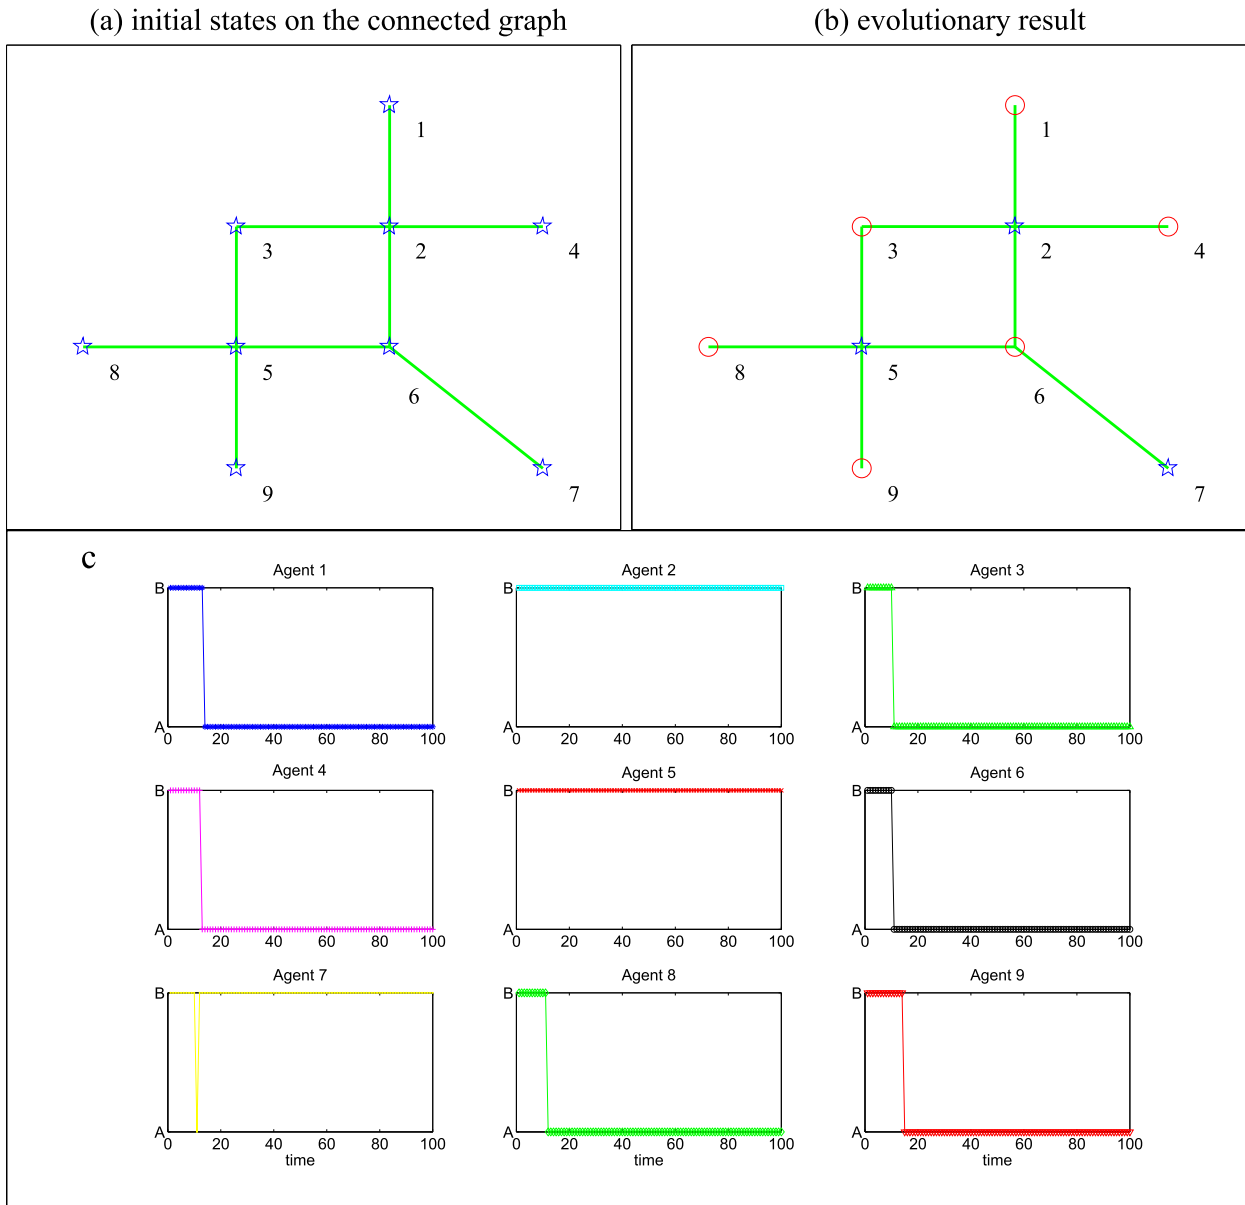 (a) initial states on the connected graph
(b) evolutionary result
1
3
2
4
8
5
6
9
7
1
3
2
4
8
5
6
9
7
c
Agent 1
B
A
0 20 40 60 80 100
Agent 2
B
A
0 20 40 60 80 100
Agent 3
B
A
0 20 40 60 80 100
Agent 4
B
A
0 20 40 60 80 100
Agent 5
B
A
0 20 40 60 80 100
Agent 6
B
A
0 20 40 60 80 100
Agent 7
B
A
0 20 40 60 80 100
time
Agent 8
B
A
0 20 40 60 80 100
time
Agent 9
B
A
0 20 40 60 80 100
time